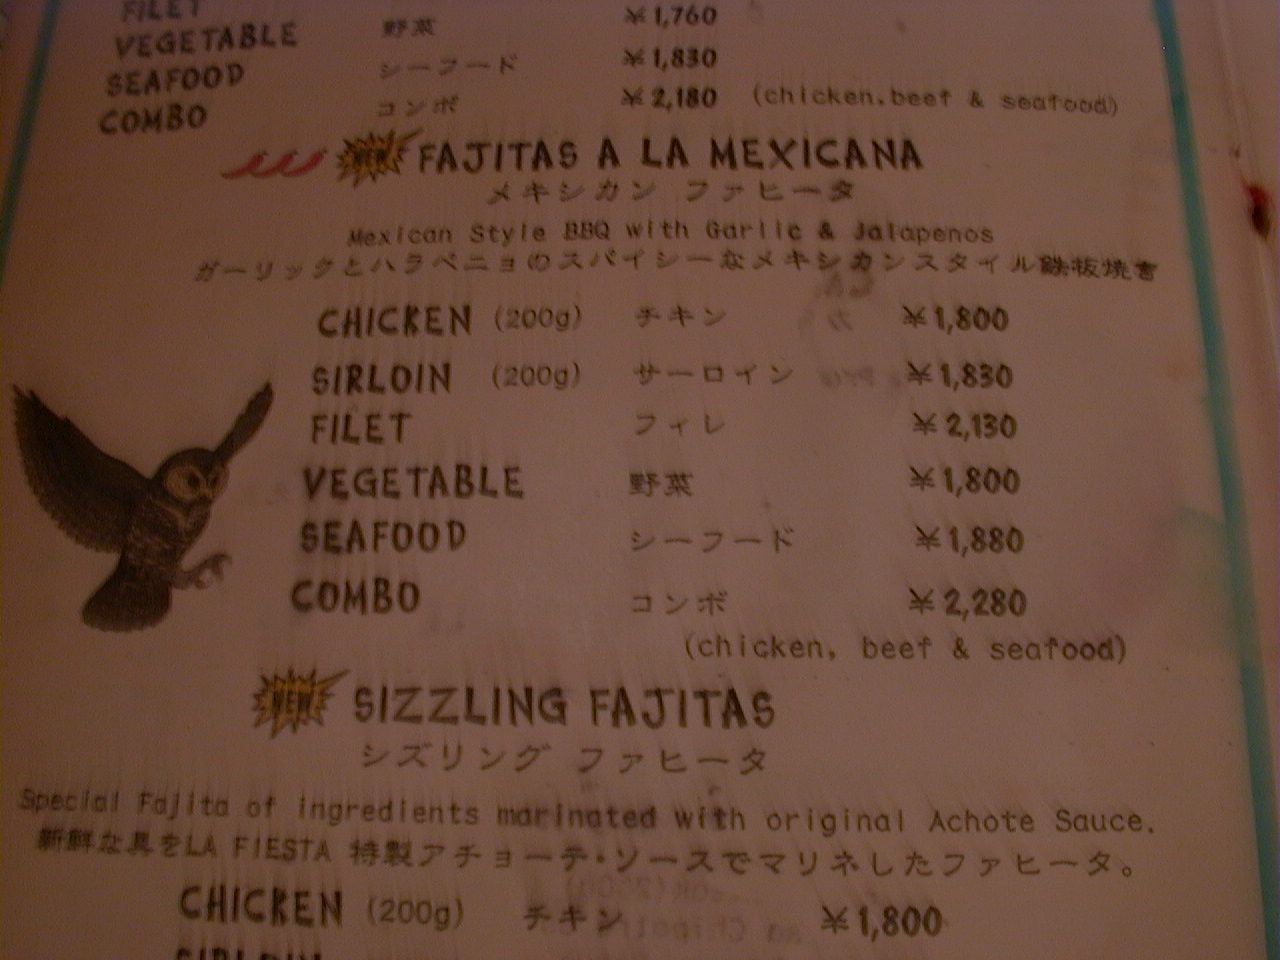 FILET
VEGETABLE 野菜 ¥1,760
SEAFOOD シーフード ¥1,830
COMBO コンボ ¥2,180 (chicken.beef & seafood)
NEW FAJITAS A LA MEXICANA
メキシカン ファヒータ
Mexican Style BBQ with Garlic & Jalapenos
ガーリックとハラペニョのスパイシーなメキシカンスタイル鉄板焼き
CHICKEN (200g) チキン ¥1,800
SIRLOIN (200g) サーロイン ¥1,830
FILET フィレ ¥2,130
VEGETABLE 野菜 ¥1,800
SEAFOOD シーフード ¥1,880
COMBO コンボ ¥2,280
(chicken, beef & seafood)
NEW SIZZLING FAJITAS
シズリング ファヒータ
Special Fajita of ingredients marinated with original Achote Sauce.
新鮮な具をLA FIESTA 特製アチョーテ・ソースでマリネしたファヒータ。
CHICKEN (200g) チキン ¥1,800
SIRLOIN